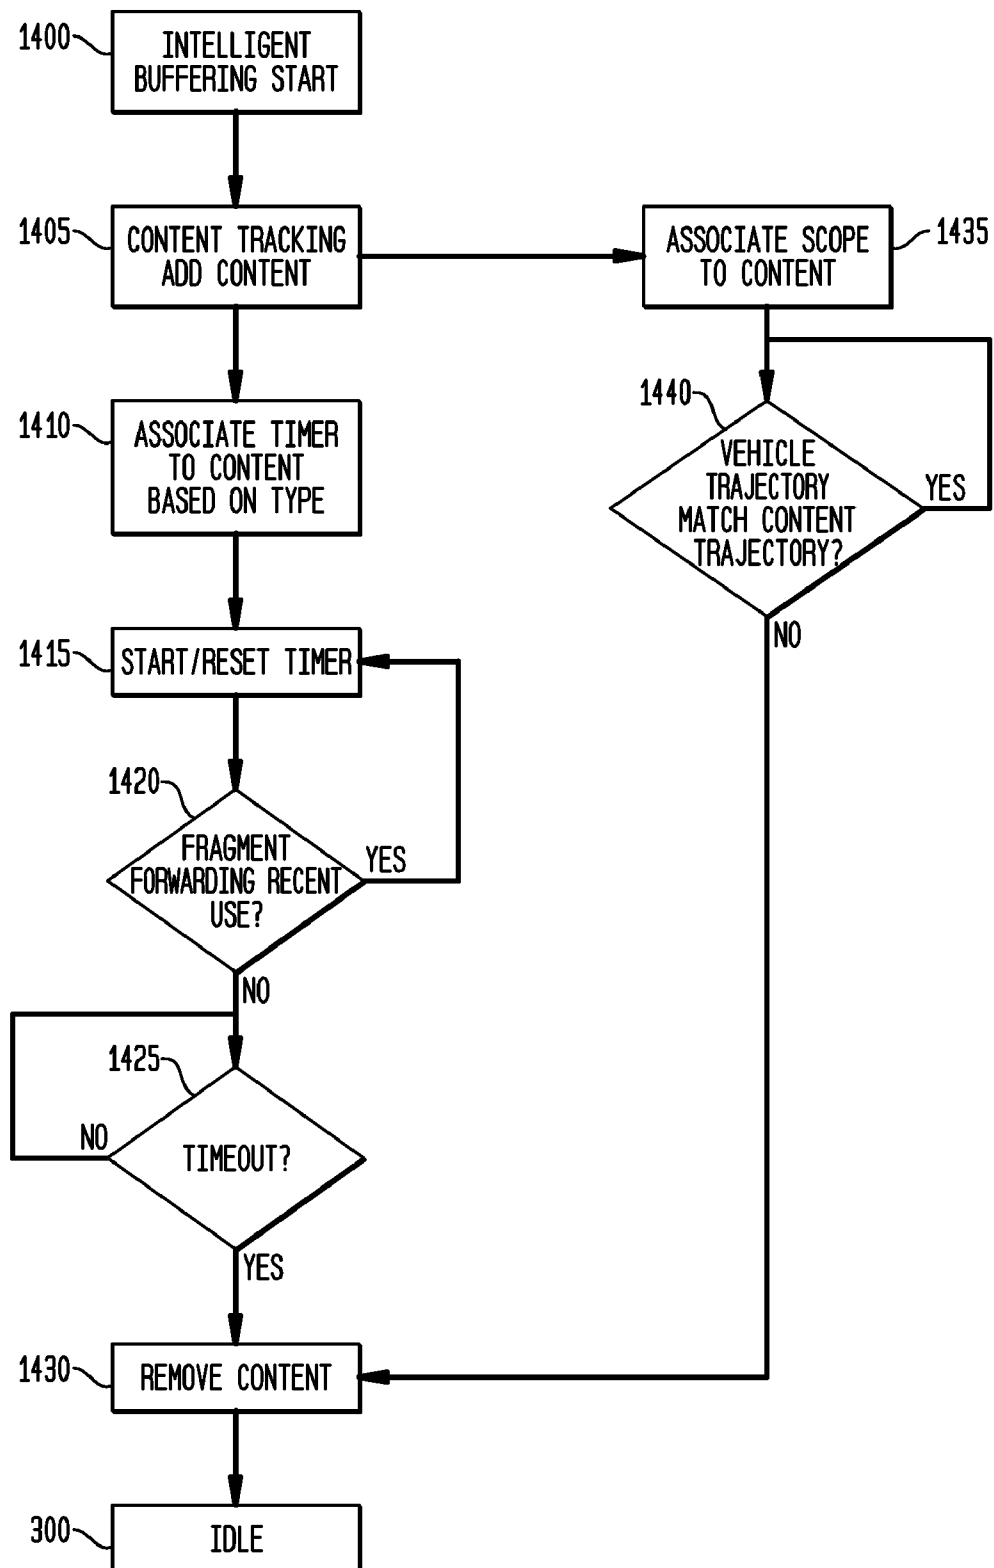 1400
INTELLIGENT
BUFFERING START
1405
CONTENT TRACKING
ADD CONTENT
ASSOCIATE SCOPE
TO CONTENT
1435
1410
ASSOCIATE TIMER
TO CONTENT
BASED ON TYPE
1440
VEHICLE
TRAJECTORY
MATCH CONTENT
TRAJECTORY?
YES
NO
1415
START/RESET TIMER
1420
FRAGMENT
FORWARDING RECENT
USE?
YES
NO
1425
TIMEOUT?
NO
YES
1430
REMOVE CONTENT
300
IDLE